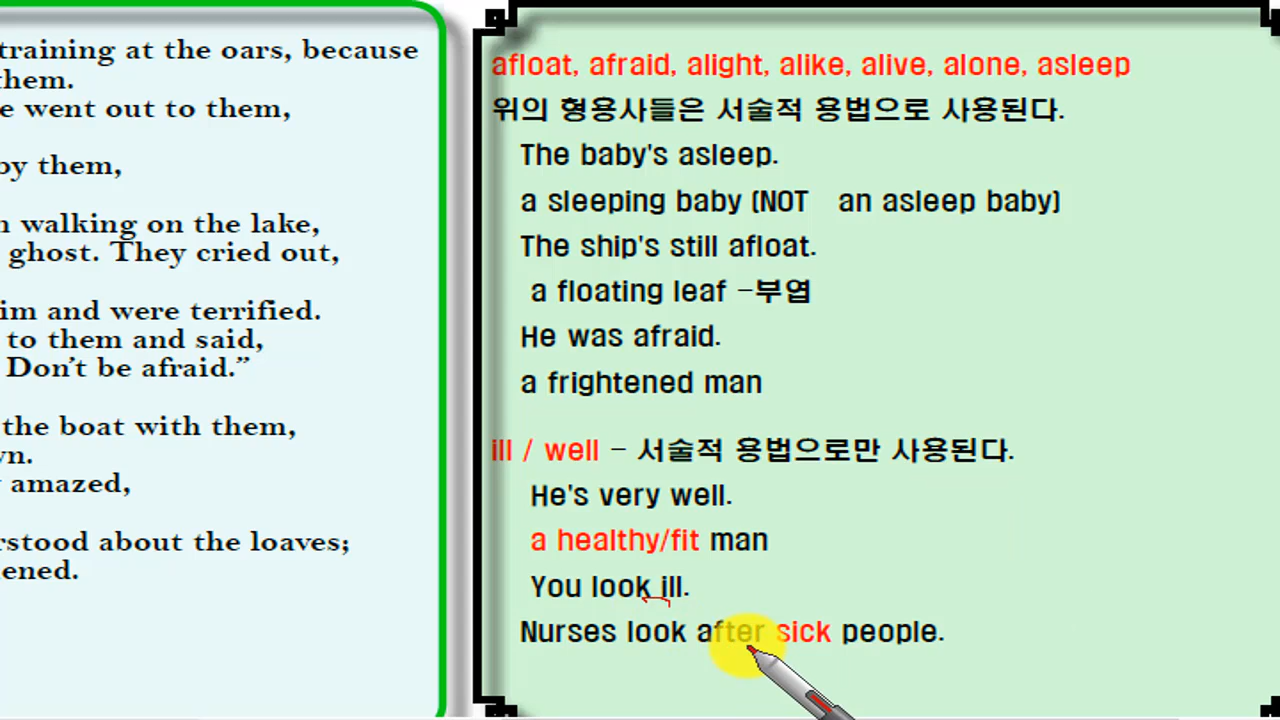 training at the oars, because
them.
e went out to them,
by them,
n walking on the lake,
ghost. They cried out,
im and were terrified.
to them and said,
Don't be afraid.”
the boat with them,
wn.
amazed,
rstood about the loaves;
ened.
afloat, afraid, alight, alike, alive, alone, asleep
위의 형용사들은 서술적 용법으로 사용된다.
The baby's asleep.
a sleeping baby (NOT an asleep baby)
The ship's still afloat.
a floating leaf -부엽
He was afraid.
a frightened man
ill / well - 서술적 용법으로만 사용된다.
He's very well.
a healthy/fit man
You look ill.
Nurses look after sick people.